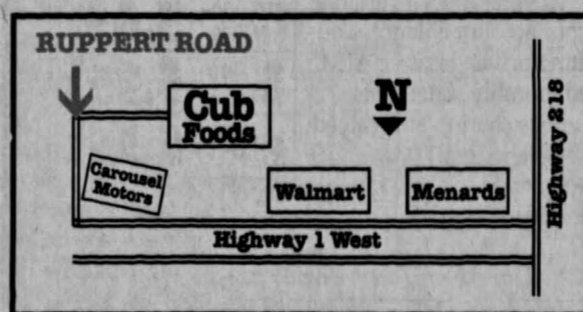 RUPPERT ROAD
Cub
Foods
N
Highway 218
Carousel
Motors
Walmart
Menards
Highway 1 West